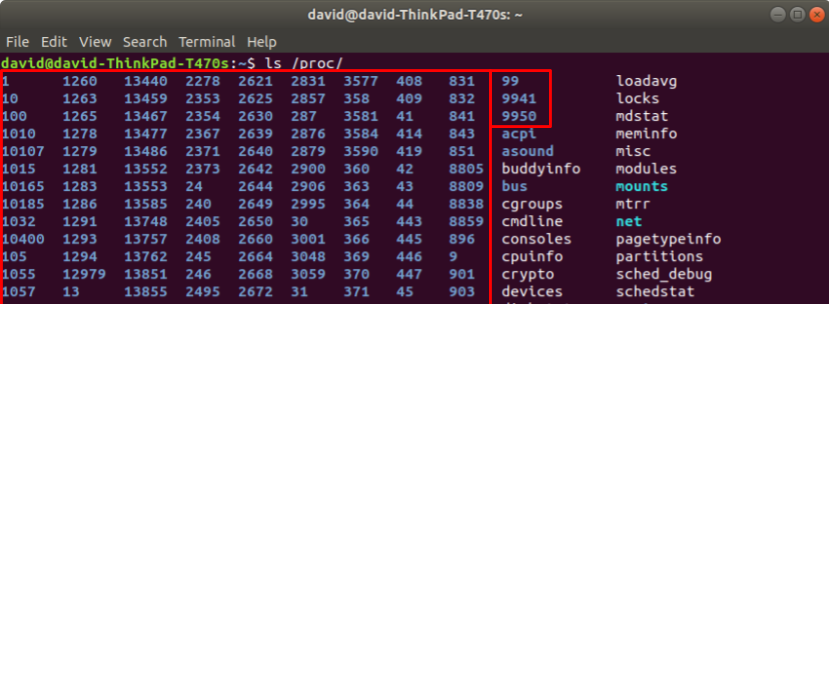 david@david-ThinkPad-T470s: ~
File Edit View Search Terminal Help
david@david-ThinkPad-T470s:~$ ls /proc/
1 1260 13440 2278 2621 2831 3577 408 831 99 loadavg
10 1263 13459 2353 2625 2857 358 409 832 9941 locks
100 1265 13467 2354 2630 287 3581 41 841 9950 mdstat
1010 1278 13477 2367 2639 2876 3584 414 843 acpi meminfo
10107 1279 13486 2371 2640 2879 3590 419 851 asound misc
1015 1281 13552 2373 2642 2900 360 42 8805 buddyinfo modules
10165 1283 13553 24 2644 2906 363 43 8809 bus mounts
10185 1286 13585 240 2649 2995 364 44 8838 cgroups mtrr
1032 1291 13748 2405 2650 30 365 443 8859 cmdline net
10400 1293 13757 2408 2660 3001 366 445 896 consoles pagetypeinfo
105 1294 13762 245 2664 3048 369 446 9 cpuinfo partitions
1055 12979 13851 246 2668 3059 370 447 901 crypto sched_debug
1057 13 13855 2495 2672 31 371 45 903 devices schedstat